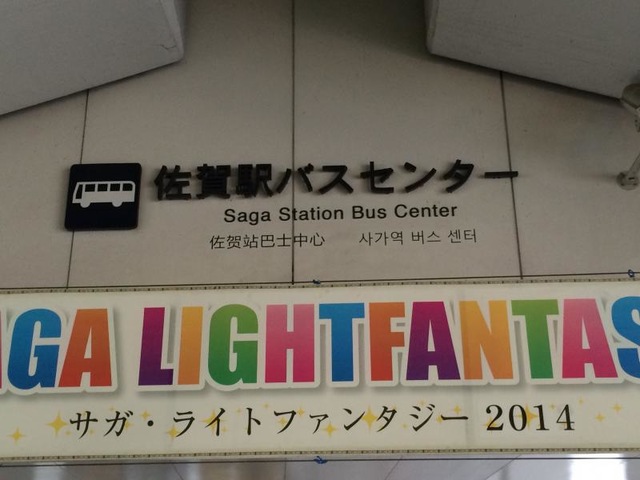 佐賀駅バスセンター
Saga Station Bus Center
佐贺站巴士中心 사가역 버스 센터
AGA LIGHTFANTAS
サガ・ライトファンタジー 2014